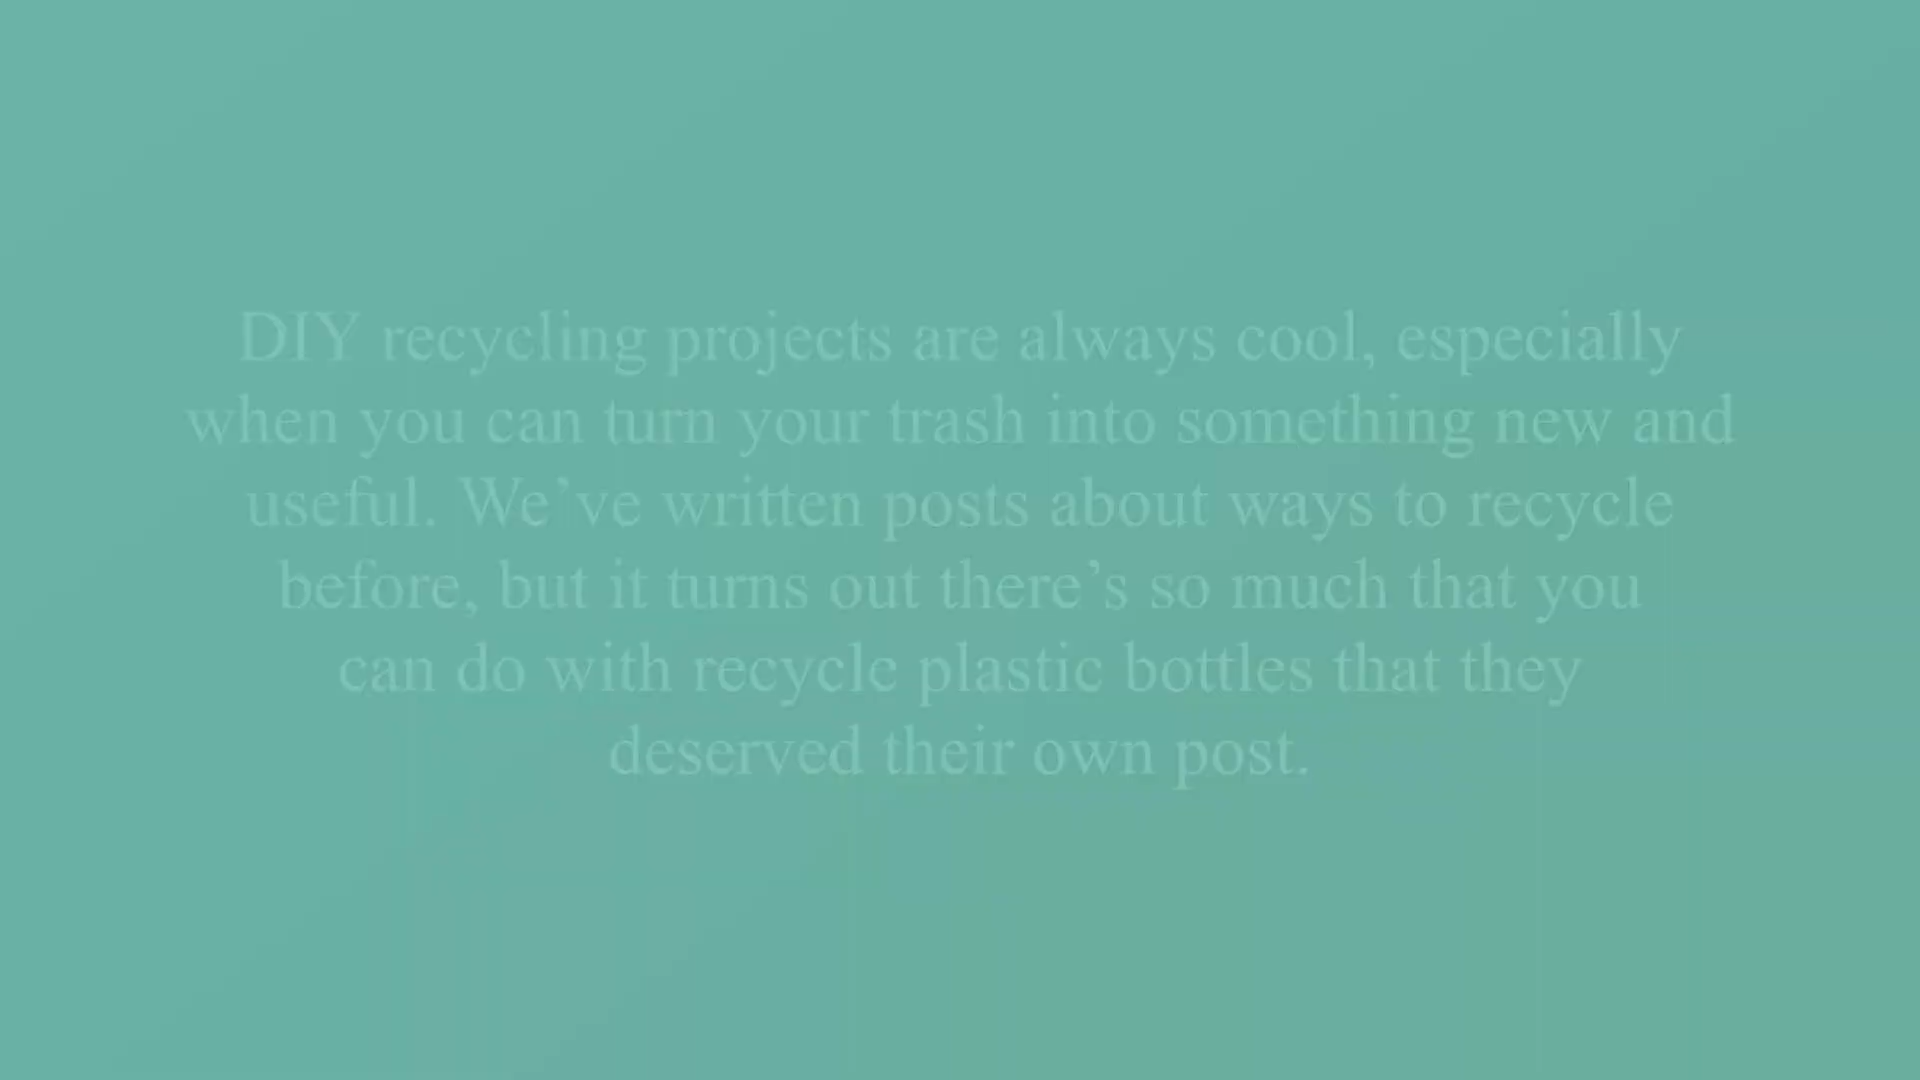 DIY recycling projects are always cool, especially
when you can turn your trash into something new and
useful. We’ve written posts about ways to recycle
before, but it turns out there’s so much that you
can do with recycle plastic bottles that they
deserved their own post.